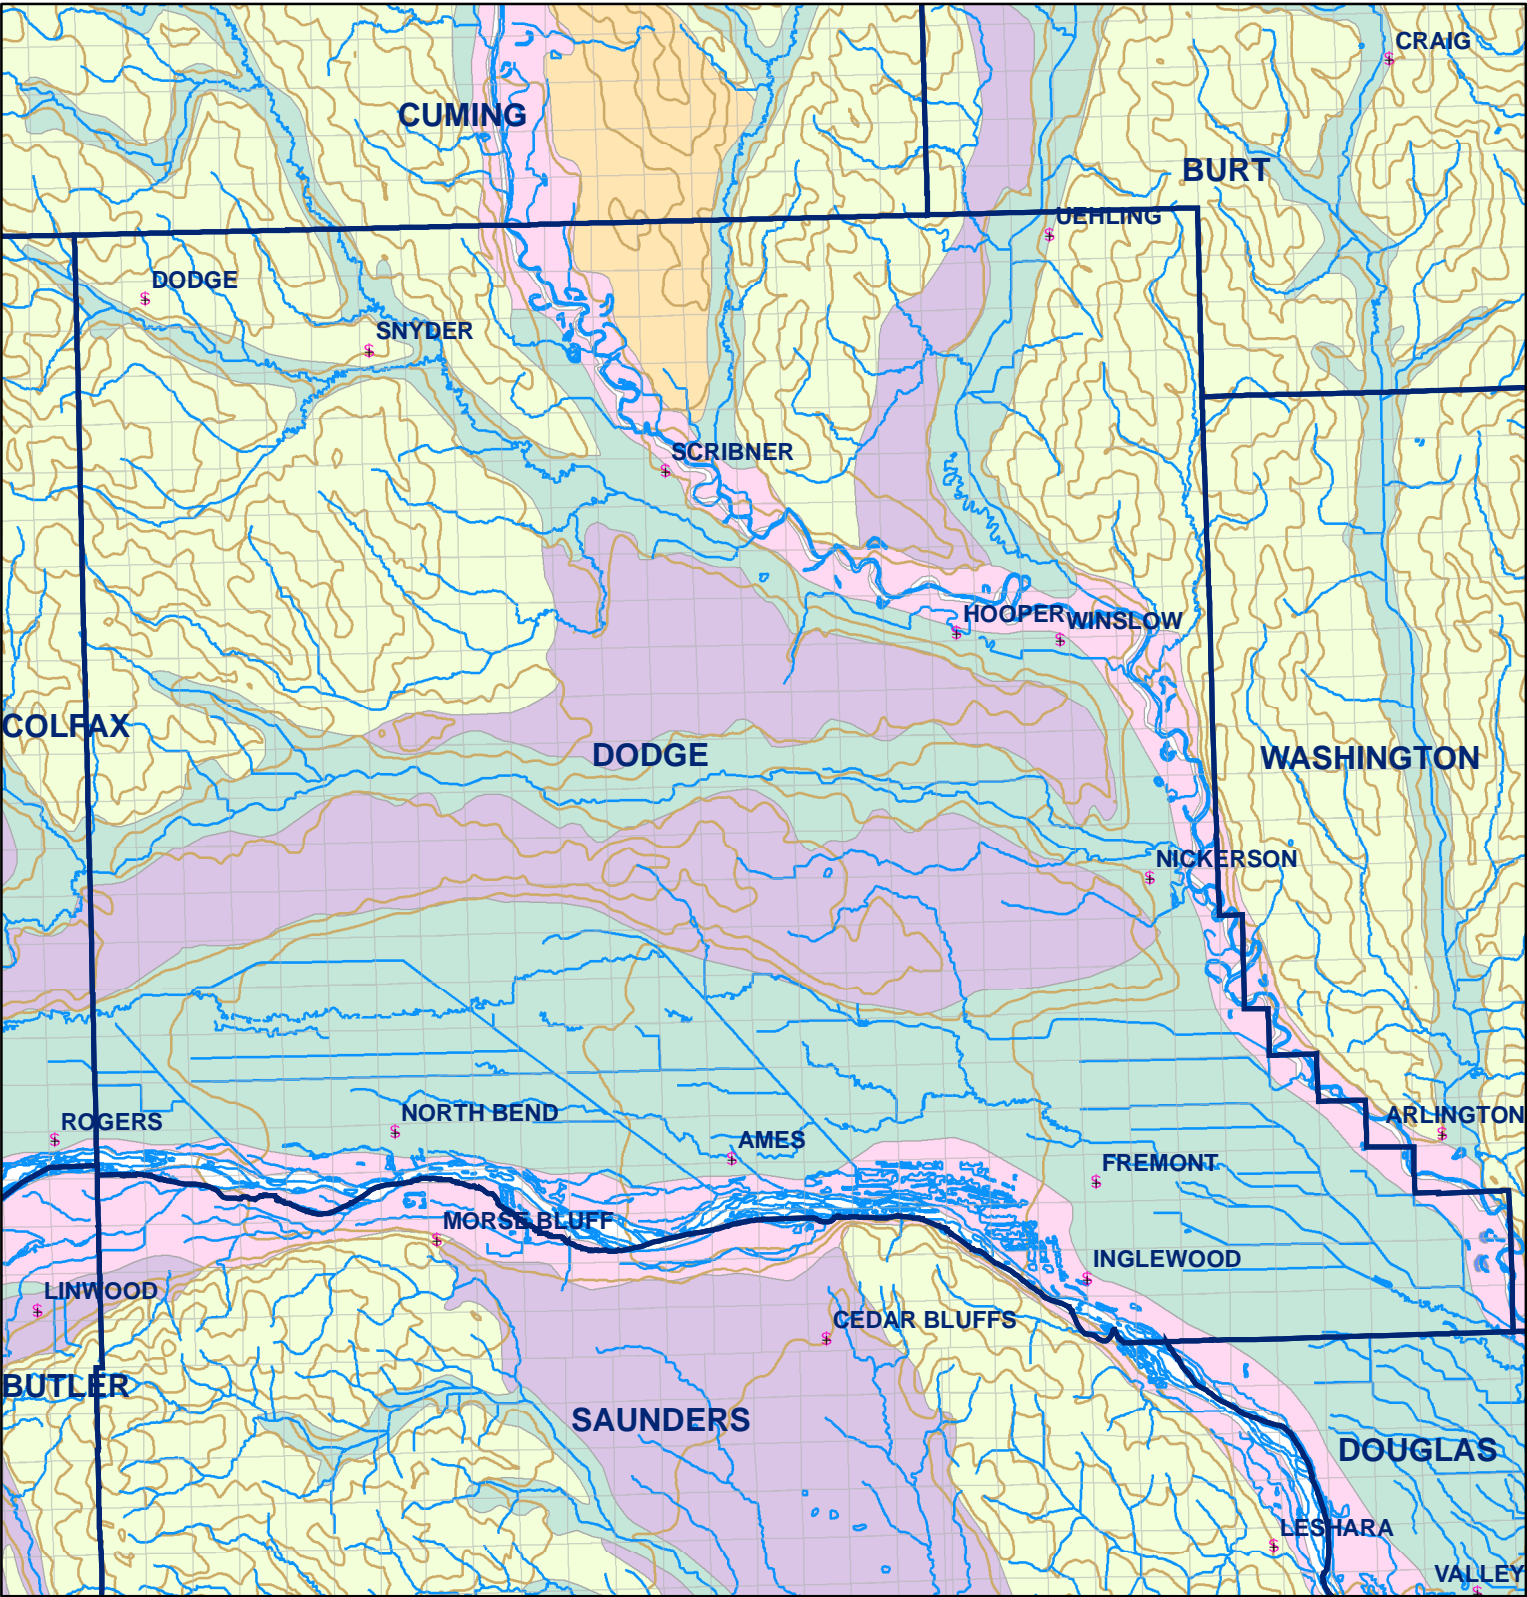 CRAIG
CUMING
BURT
UEHLING
DODGE
SNYDER
SCRIBNER
HOOPER
WINSLOW
COLFAX
DODGE
WASHINGTON
NICKERSON
ROGERS
NORTH BEND
ARLINGTON
AMES
FREMONT
MORSE BLUFF
INGLEWOOD
LINWOOD
CEDAR BLUFFS
BUTLER
SAUNDERS
DOUGLAS
LESHARA
VALLEY